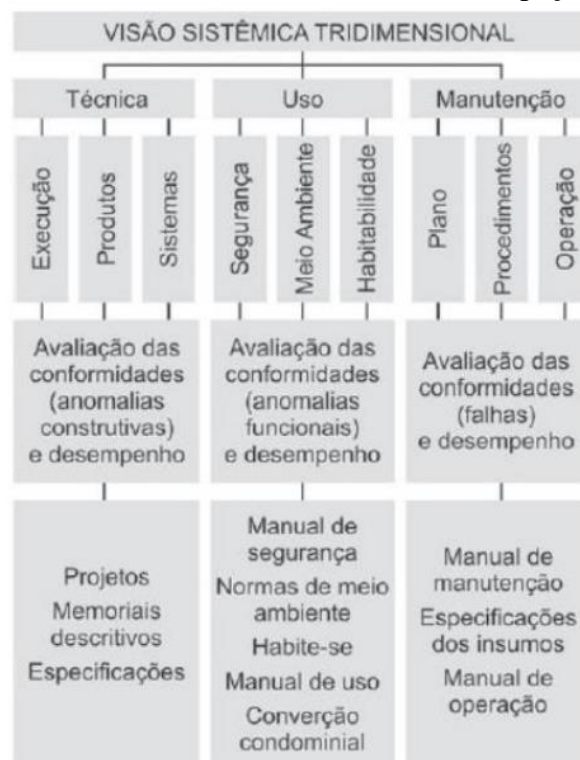 VISÃO SISTÊMICA TRIDIMENSIONAL
Técnica
Uso
Manutenção
Execução
Produtos
Sistemas
Segurança
Meio Ambiente
Habitabilidade
Plano
Procedimentos
Operação
Avaliação das
conformidades
(anomalias
construtivas)
e desempenho
Avaliação das
conformidades
(anomalias
funcionais)
e desempenho
Avaliação das
conformidades
(falhas)
e desempenho
Projetos
Memoriais
descritivos
Especificações
Manual de
segurança
Normas de meio
ambiente
Habite-se
Manual de uso
Converção
condominial
Manual de
manutenção
Especificações
dos insumos
Manual de
operação